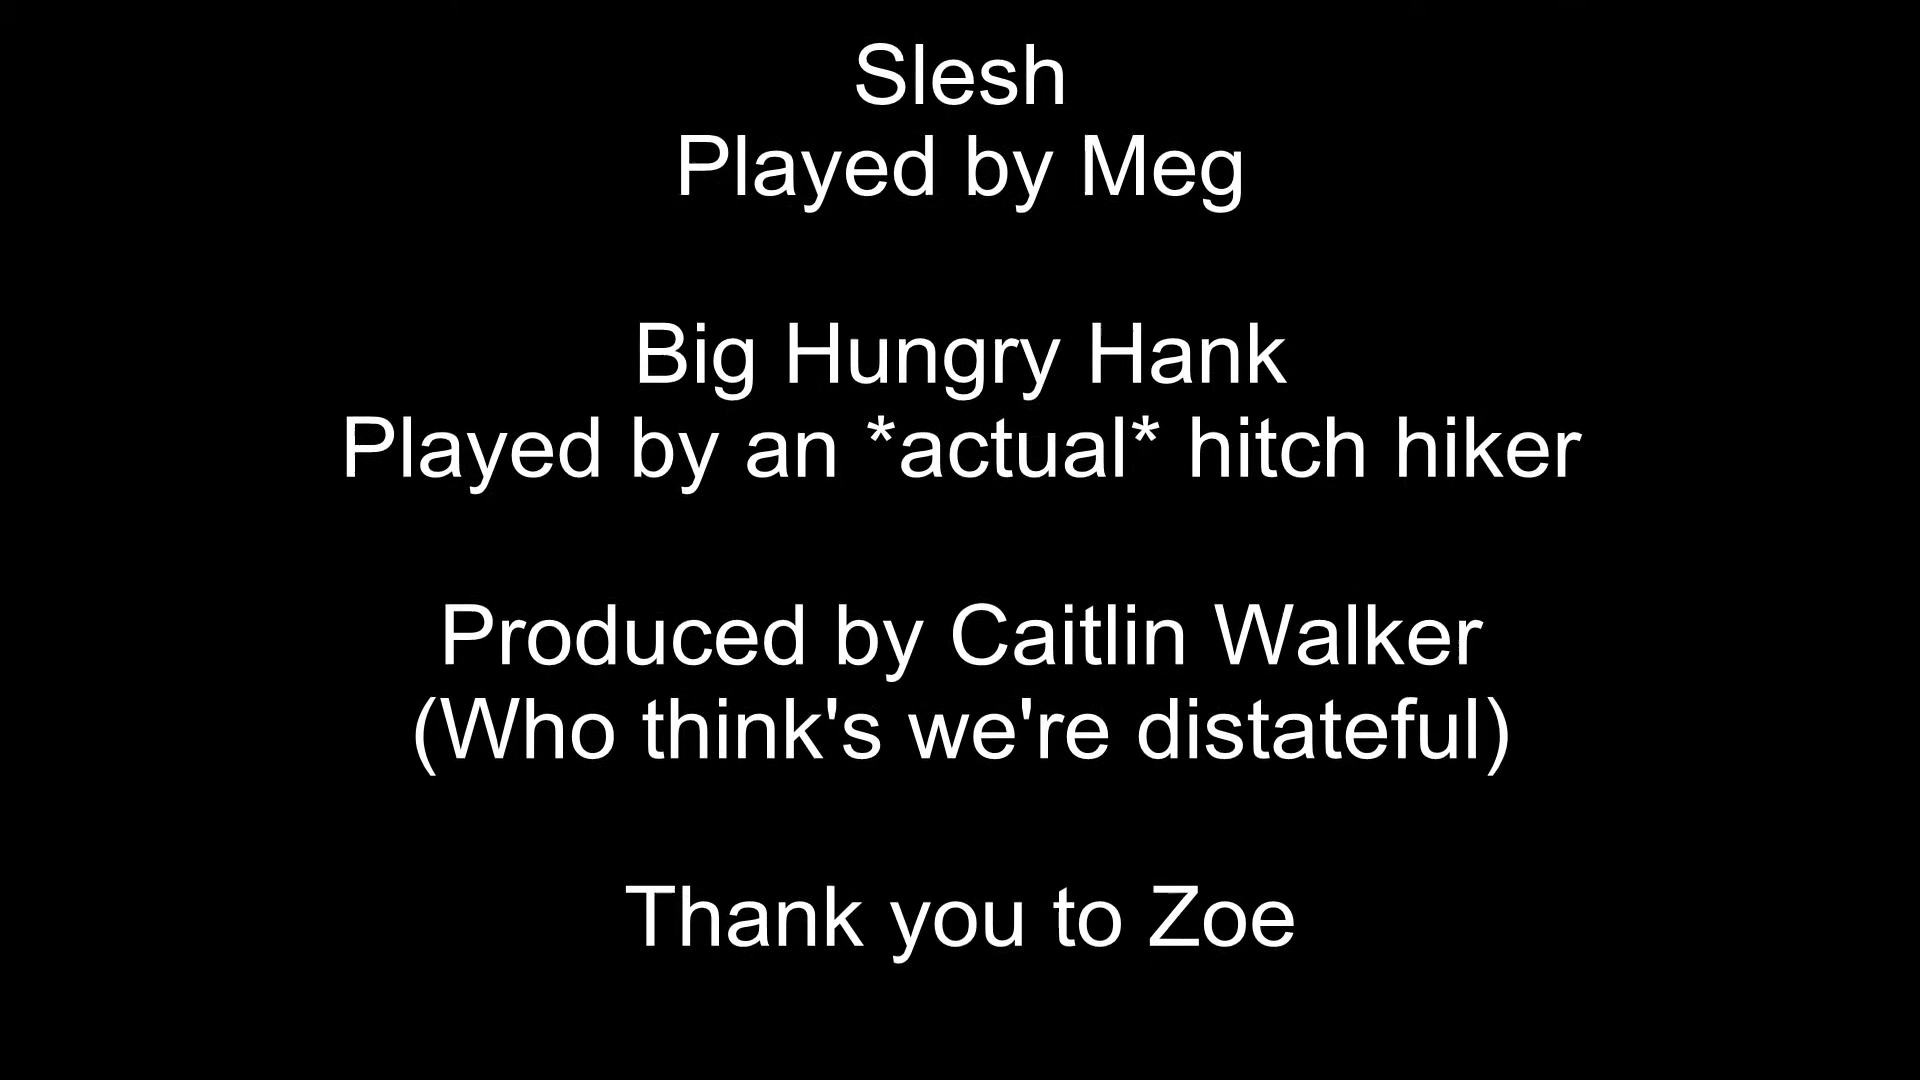 Slesh
Played by Meg
Big Hungry Hank
Played by an *actual* hitch hiker
Produced by Caitlin Walker
(Who think's we're distateful)
Thank you to Zoe